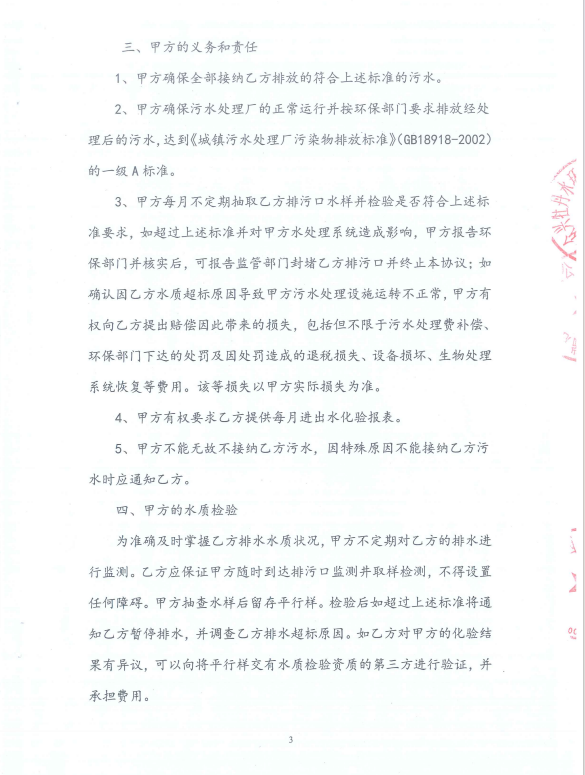 三、甲方的义务和责任
1、甲方确保全部接纳乙方排放的符合上述标准的污水。
2、甲方确保污水处理厂的正常运行并按环保部门要求排放经处
理后的污水,达到《城镇污水处理厂污染物排放标准》(GB18918-2002)
的一级 A 标准。
3、甲方每月不定期抽取乙方排污口水样并检验是否符合上述标
准要求，如超过上述标准并对甲方水处理系统造成影响，甲方报告环
保部门并核实后，可报告监管部门封堵乙方排污口并终止本协议；如
确认因乙方水质超标原因导致甲方污水处理设施运转不正常，甲方有
权向乙方提出赔偿因此带来的损失，包括但不限于污水处理费补偿、
环保部门下达的处罚及因处罚造成的退税损失、设备损坏、生物处理
系统恢复等费用。该等损失以甲方实际损失为准。
4、甲方有权要求乙方提供每月进出水化验报表。
5、甲方不能无故不接纳乙方污水，因特殊原因不能接纳乙方污
水时应通知乙方。
四、甲方的水质检验
为准确及时掌握乙方排水水质状况，甲方不定期对乙方的排水进
行监测。乙方应保证甲方随时到达排污口监测井取样检测，不得设置
任何障碍。甲方抽查水样后留存平行样。检验后如超过上述标准将通
知乙方暂停排水，并调查乙方排水超标原因。如乙方对甲方的化验结
果有异议，可以向将平行样交有水质检验资质的第三方进行验证，并
承担费用。
3